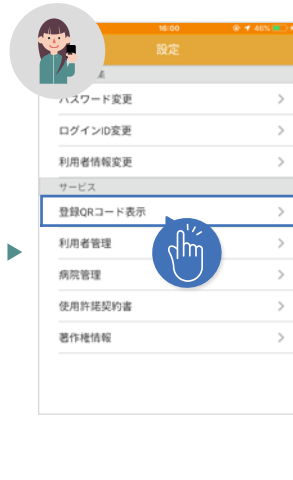 16:00
46%
設定
パスワード変更
ログインID変更
利用者情報変更
サービス
登録QRコード表示
利用者管理
病院管理
使用許諾契約書
著作権情報